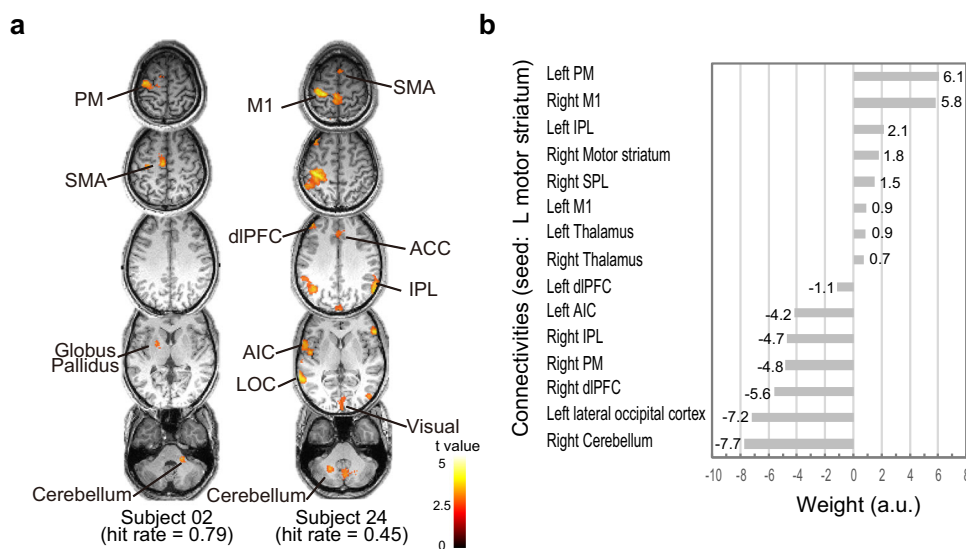 a
PM
SMA
Globus
Pallidus
Cerebellum
Subject 02
(hit rate = 0.79)
SMA
M1
dlPFC
ACC
IPL
AIC
LOC
Visual
Cerebellum
Subject 24
(hit rate = 0.45)
t value
5
2.5
0
b
Connectivities (seed: L motor striatum)
Left PM 6.1
Right M1 5.8
Left IPL 2.1
Right Motor striatum 1.8
Right SPL 1.5
Left M1 0.9
Left Thalamus 0.9
Right Thalamus 0.7
Left dlPFC -1.1
Left AIC -4.2
Right IPL -4.7
Right PM -4.8
Right dlPFC -5.6
Left lateral occipital cortex -7.2
Right Cerebellum -7.7
-10 -8 -6 -4 -2 0 2 4 6 8
Weight (a.u.)